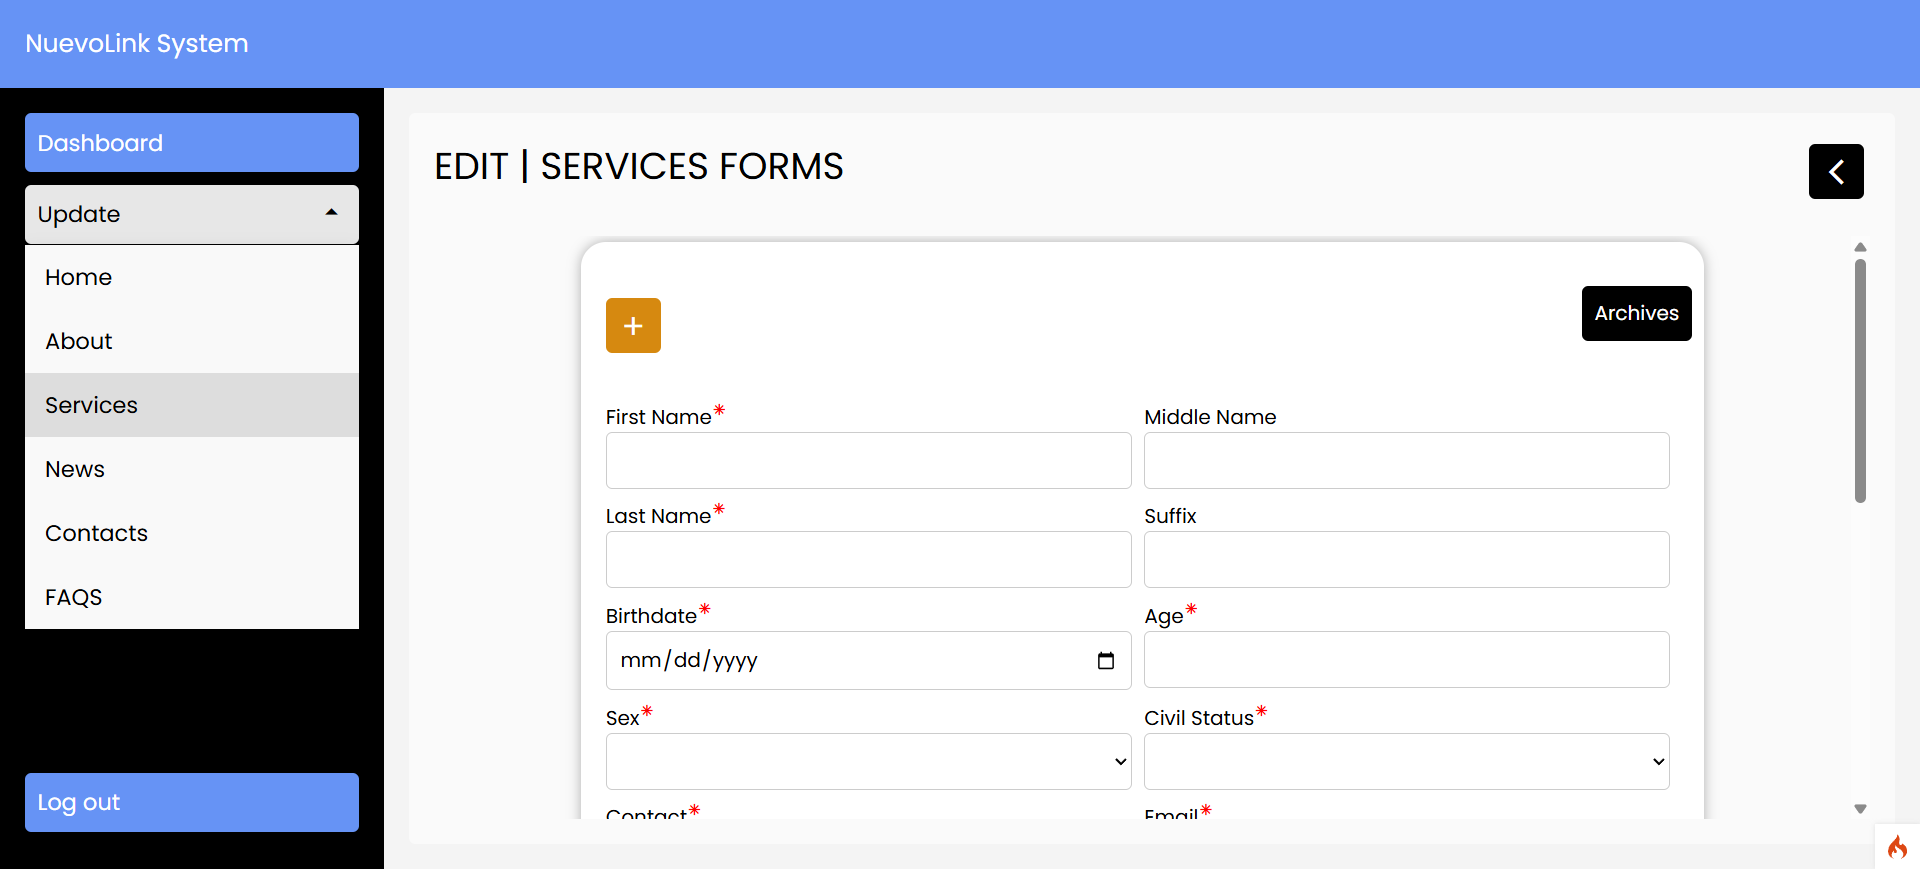 NuevoLink System
Dashboard
Update
Home
About
Services
News
Contacts
FAQS
Log out
EDIT | SERVICES FORMS
+
Archives
First Name*
Middle Name
Last Name*
Suffix
Birthdate*
Age*
mm/dd/yyyy
Sex*
Civil Status*
Contact*
Email*